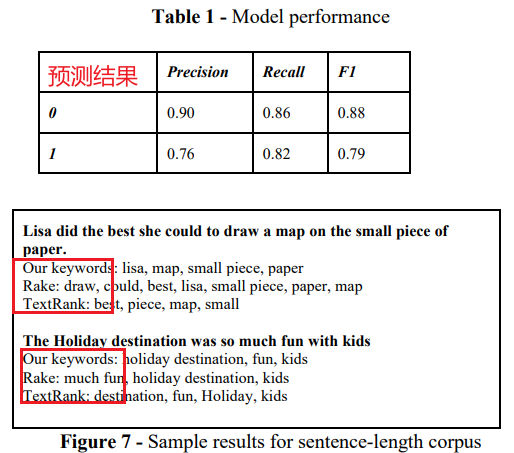 Table 1 - Model performance
预测结果 Precision Recall F1
0 0.90 0.86 0.88
1 0.76 0.82 0.79
Lisa did the best she could to draw a map on the small piece of
paper.
Our keywords: lisa, map, small piece, paper
Rake: draw, could, best, lisa, small piece, paper, map
TextRank: best, piece, map, small
The Holiday destination was so much fun with kids
Our keywords: holiday destination, fun, kids
Rake: much fun, holiday destination, kids
TextRank: destination, fun, Holiday, kids
Figure 7 - Sample results for sentence-length corpus